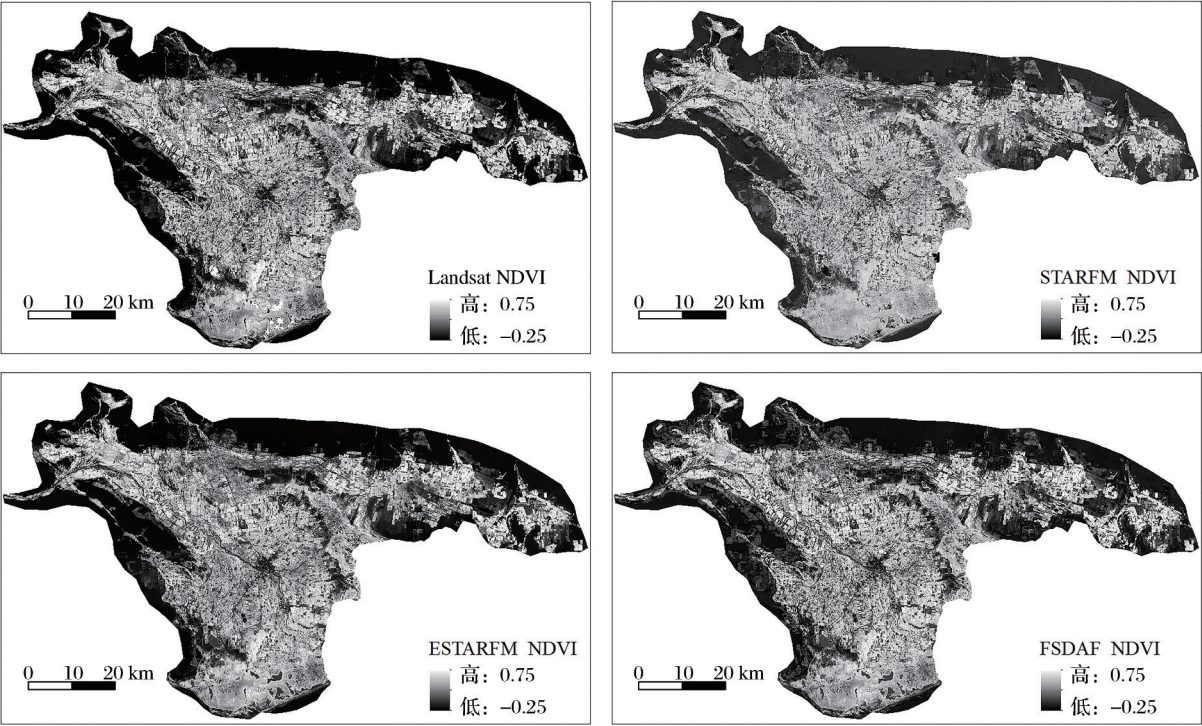 Landsat NDVI
高：0.75
低：−0.25
0 10 20 km
STARFM NDVI
高：0.75
低：−0.25
0 10 20 km
ESTARFM NDVI
高：0.75
低：−0.25
0 10 20 km
FSDAF NDVI
高：0.75
低：−0.25
0 10 20 km